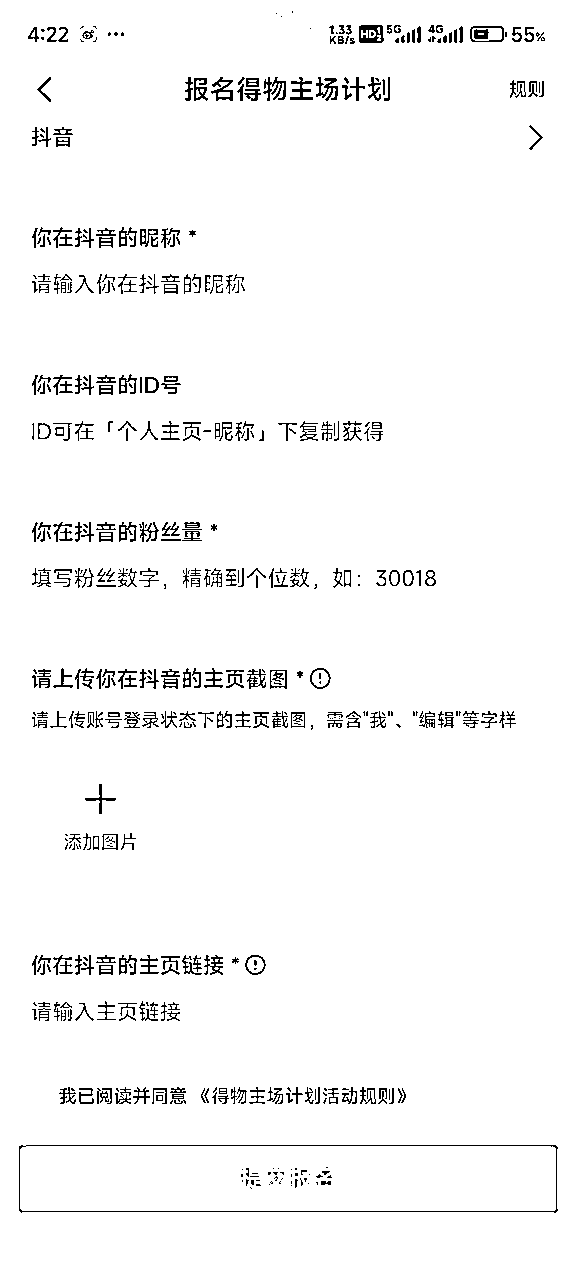 4:22 ··· 1.33 KB/s HD 5G 4G 55%
报名得物主场计划 规则
抖音
你在抖音的昵称 *
请输入你在抖音的昵称
你在抖音的ID号
ID可在「个人主页-昵称」下复制获得
你在抖音的粉丝量 *
填写粉丝数字，精确到个位数，如：30018
请上传你在抖音的主页截图 *
请上传账号登录状态下的主页截图，需含"我"、"编辑"等字样
添加图片
你在抖音的主页链接 *
请输入主页链接
我已阅读并同意 《得物主场计划活动规则》